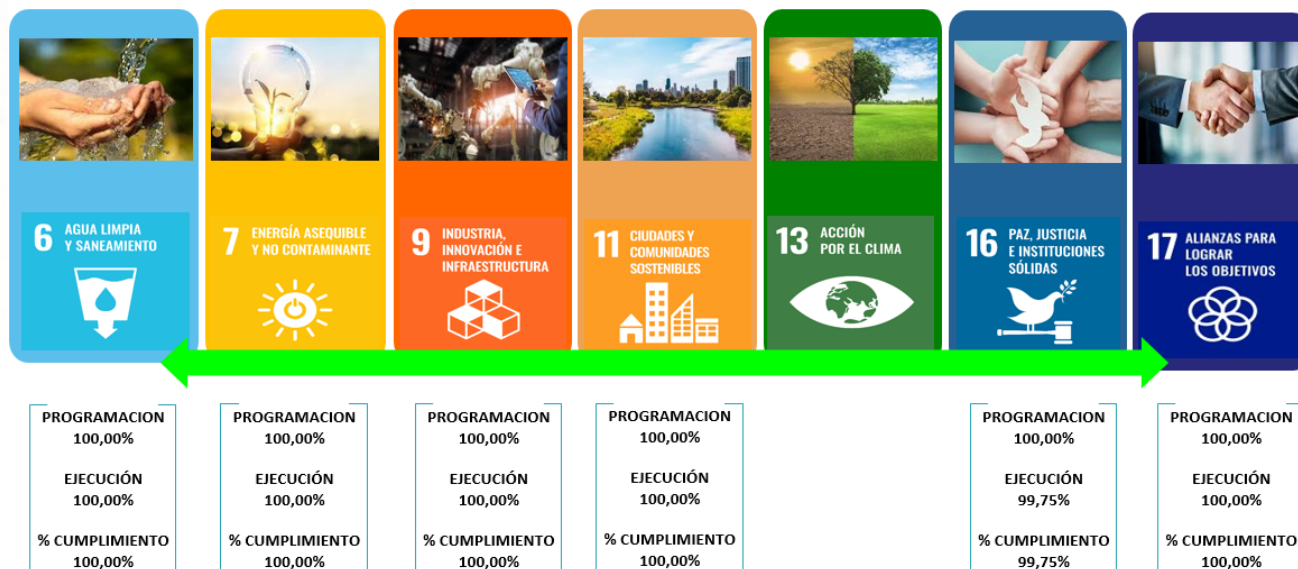 6 AGUA LIMPIA
Y SANEAMIENTO
7 ENERGÍA ASEQUIBLE
Y NO CONTAMINANTE
9 INDUSTRIA,
INNOVACIÓN E
INFRAESTRUCTURA
11 CIUDADES Y
COMUNIDADES
SOSTENIBLES
13 ACCIÓN
POR EL CLIMA
16 PAZ, JUSTICIA
E INSTITUCIONES
SÓLIDAS
17 ALIANZAS PARA
LOGRAR
LOS OBJETIVOS
PROGRAMACION
100,00%
EJECUCIÓN
100,00%
% CUMPLIMIENTO
100,00%
PROGRAMACION
100,00%
EJECUCIÓN
100,00%
% CUMPLIMIENTO
100,00%
PROGRAMACION
100,00%
EJECUCIÓN
100,00%
% CUMPLIMIENTO
100,00%
PROGRAMACION
100,00%
EJECUCIÓN
100,00%
% CUMPLIMIENTO
100,00%
PROGRAMACION
100,00%
EJECUCIÓN
99,75%
% CUMPLIMIENTO
99,75%
PROGRAMACION
100,00%
EJECUCIÓN
100,00%
% CUMPLIMIENTO
100,00%